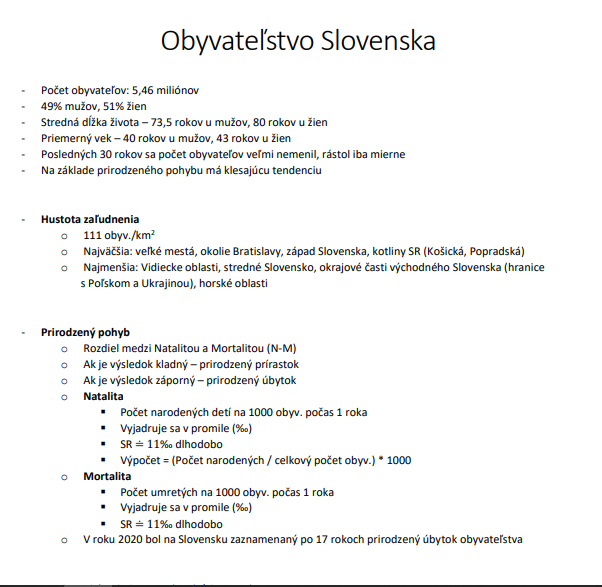 Obyvateľstvo Slovenska
- Počet obyvateľov: 5,46 miliónov
- 49% mužov, 51% žien
- Stredná dĺžka života – 73,5 rokov u mužov, 80 rokov u žien
- Priemerný vek – 40 rokov u mužov, 43 rokov u žien
- Posledných 30 rokov sa počet obyvateľov veľmi nemenil, rástol iba mierne
- Na základe prirodzeného pohybu má klesajúcu tendenciu
- Hustota zaľudnenia
o 111 obyv./km²
o Najväčšia: veľké mestá, okolie Bratislavy, západ Slovenska, kotliny SR (Košická, Popradská)
o Najmenšia: Vidiecke oblasti, stredné Slovensko, okrajové časti východného Slovenska (hranice
s Poľskom a Ukrajinou), horské oblasti
- Prirodzený pohyb
o Rozdiel medzi Natalitou a Mortalitou (N-M)
o Ak je výsledok kladný – prirodzený prírastok
o Ak je výsledok záporný – prirodzený úbytok
o Natalita
▪ Počet narodených detí na 1000 obyv. počas 1 roka
▪ Vyjadruje sa v promile (‰)
▪ SR ≐ 11‰ dlhodobo
▪ Výpočet = (Počet narodených / celkový počet obyv.) * 1000
o Mortalita
▪ Počet umretých na 1000 obyv. počas 1 roka
▪ Vyjadruje sa v promile (‰)
▪ SR ≐ 11‰ dlhodobo
o V roku 2020 bol na Slovensku zaznamenaný po 17 rokoch prirodzený úbytok obyvateľstva